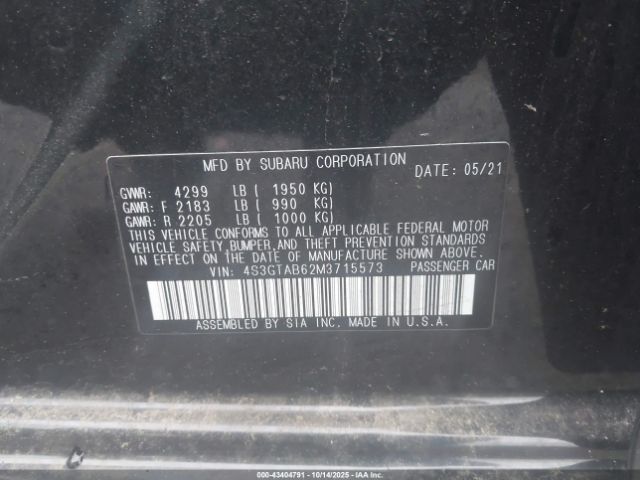 MFD BY SUBARU CORPORATION DATE: 05/21
GVWR: 4299 LB ( 1950 KG)
GAWR: F 2183 LB ( 990 KG)
GAWR: R 2205 LB ( 1000 KG)
THIS VEHICLE CONFORMS TO ALL APPLICABLE FEDERAL MOTOR
VEHICLE SAFETY, BUMPER, AND THEFT PREVENTION STANDARDS
IN EFFECT ON THE DATE OF MANUFACTURE SHOWN ABOVE.
VIN: 4S3GTAB62M3715573 PASSENGER CAR
ASSEMBLED BY SIA INC. MADE IN U.S.A.
000-43404791 - 10/14/2025 - © IAA Holdings, LLC